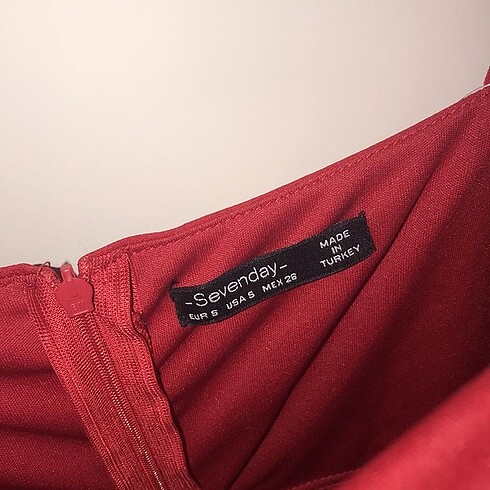 -Sevenday-
EUR S USA S MEX 26
MADE
IN
TURKEY